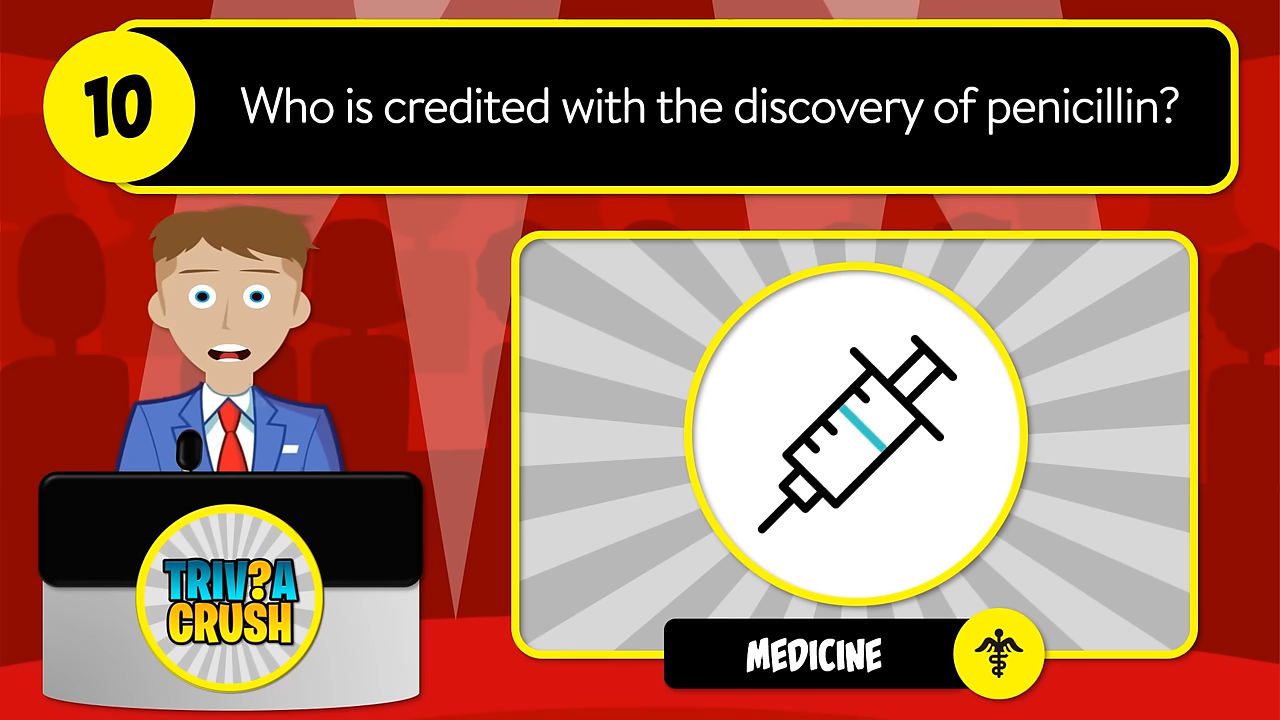 10
Who is credited with the discovery of penicillin?
TRIV?A
CRUSH
MEDICINE